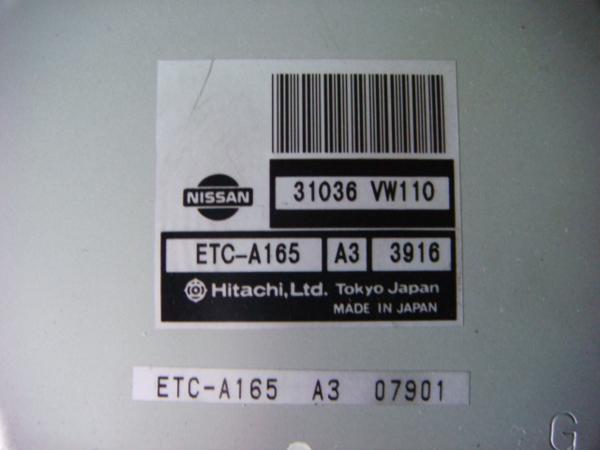 NISSAN
31036 VW110
ETC-A165 A3 3916
Hitachi, Ltd. Tokyo Japan
MADE IN JAPAN
ETC-A165 A3 07901
G